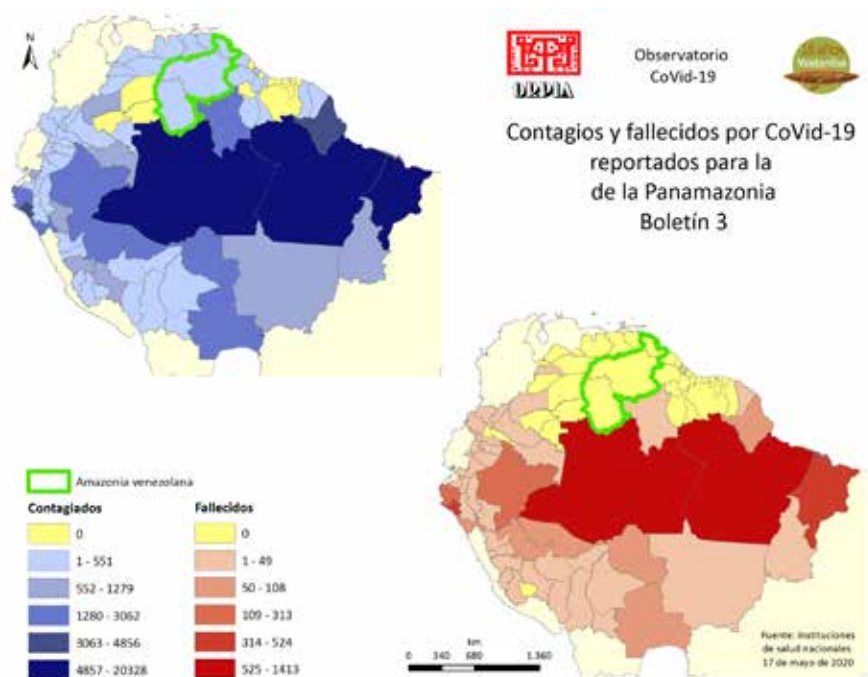 N
ORPIA
Observatorio
CoVid-19
Wataniba
Contagios y fallecidos por CoVid-19
reportados para la
de la Panamazonia
Boletín 3
Amazonia venezolana
Contagiados
0
1 - 551
552 - 1279
1280 - 3062
3063 - 4856
4857 - 20328
Fallecidos
0
1 - 49
50 - 108
109 - 313
314 - 524
525 - 1413
km.
0 340 680 1.360
Fuente: Instituciones
de salud nacionales
17 de mayo de 2020